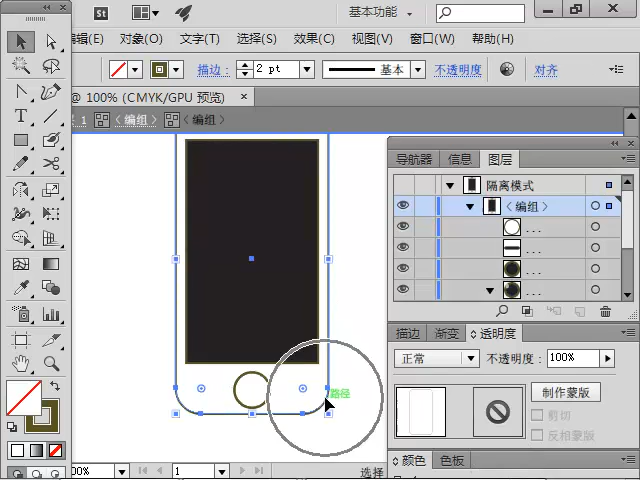 St 基本功能
编辑(E) 对象(O) 文字(T) 选择(S) 效果(C) 视图(V) 窗口(W) 帮助(H)
描边: 2 pt 基本 不透明度 对齐
@ 100% (CMYK/GPU 预览) ×
1 〈编组〉 〈编组〉
导航器 信息 图层
隔离模式
〈编组〉
...
...
...
...
路径
描边 渐变 透明度
正常 不透明度: 100%
制作蒙版
剪切
反相蒙版
颜色 色板
00% 1 选择